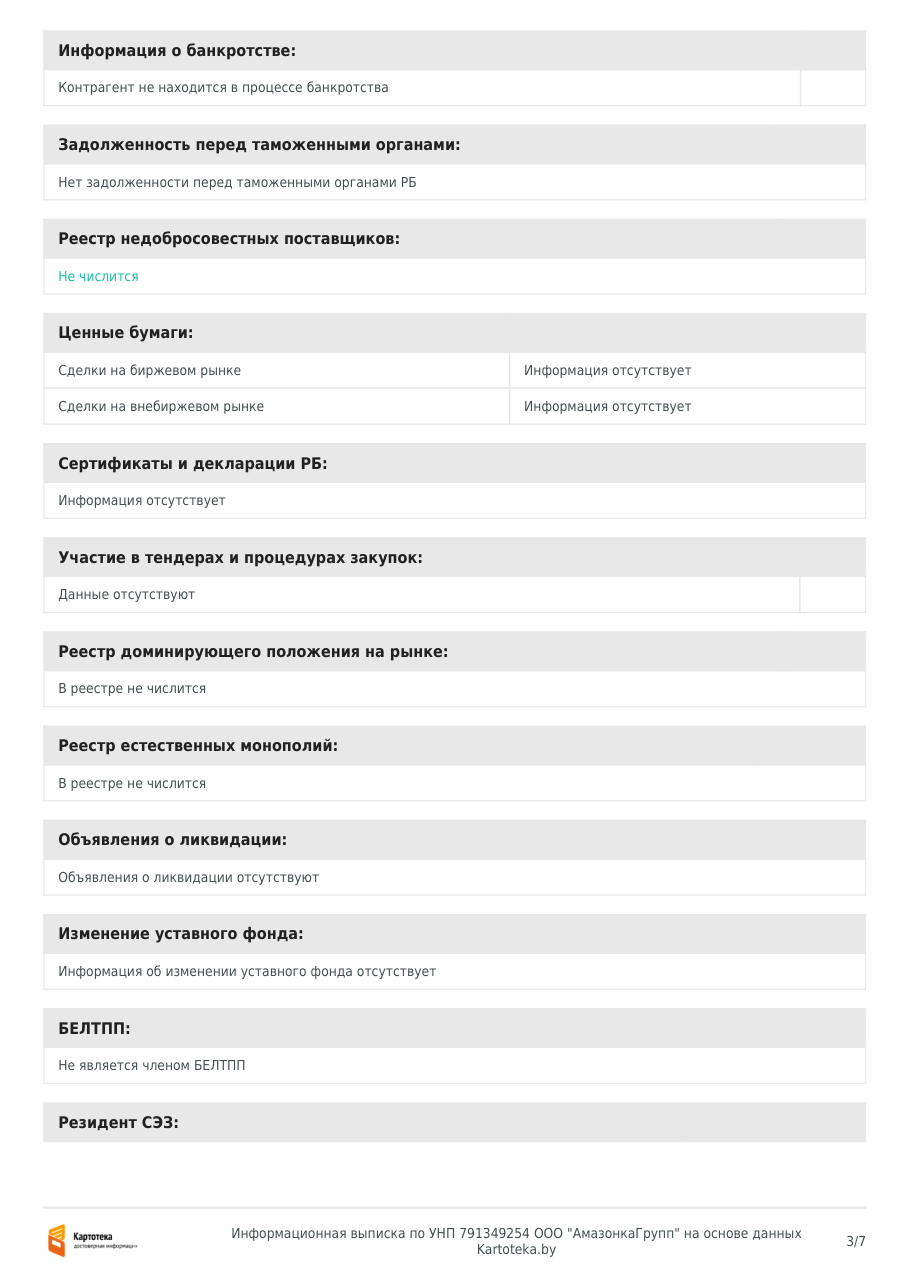 Информация о банкротстве:
Контрагент не находится в процессе банкротства
Задолженность перед таможенными органами:
Нет задолженности перед таможенными органами РБ
Реестр недобросовестных поставщиков:
Не числится
Ценные бумаги:
Сделки на биржевом рынке Информация отсутствует
Сделки на внебиржевом рынке Информация отсутствует
Сертификаты и декларации РБ:
Информация отсутствует
Участие в тендерах и процедурах закупок:
Данные отсутствуют
Реестр доминирующего положения на рынке:
В реестре не числится
Реестр естественных монополий:
В реестре не числится
Объявления о ликвидации:
Объявления о ликвидации отсутствуют
Изменение уставного фонда:
Информация об изменении уставного фонда отсутствует
БЕЛТПП:
Не является членом БЕЛТПП
Резидент СЭЗ:
Картотека
достоверная информация
Информационная выписка по УНП 791349254 ООО "АмазонкаГрупп" на основе данных
Kartoteka.by
3/7